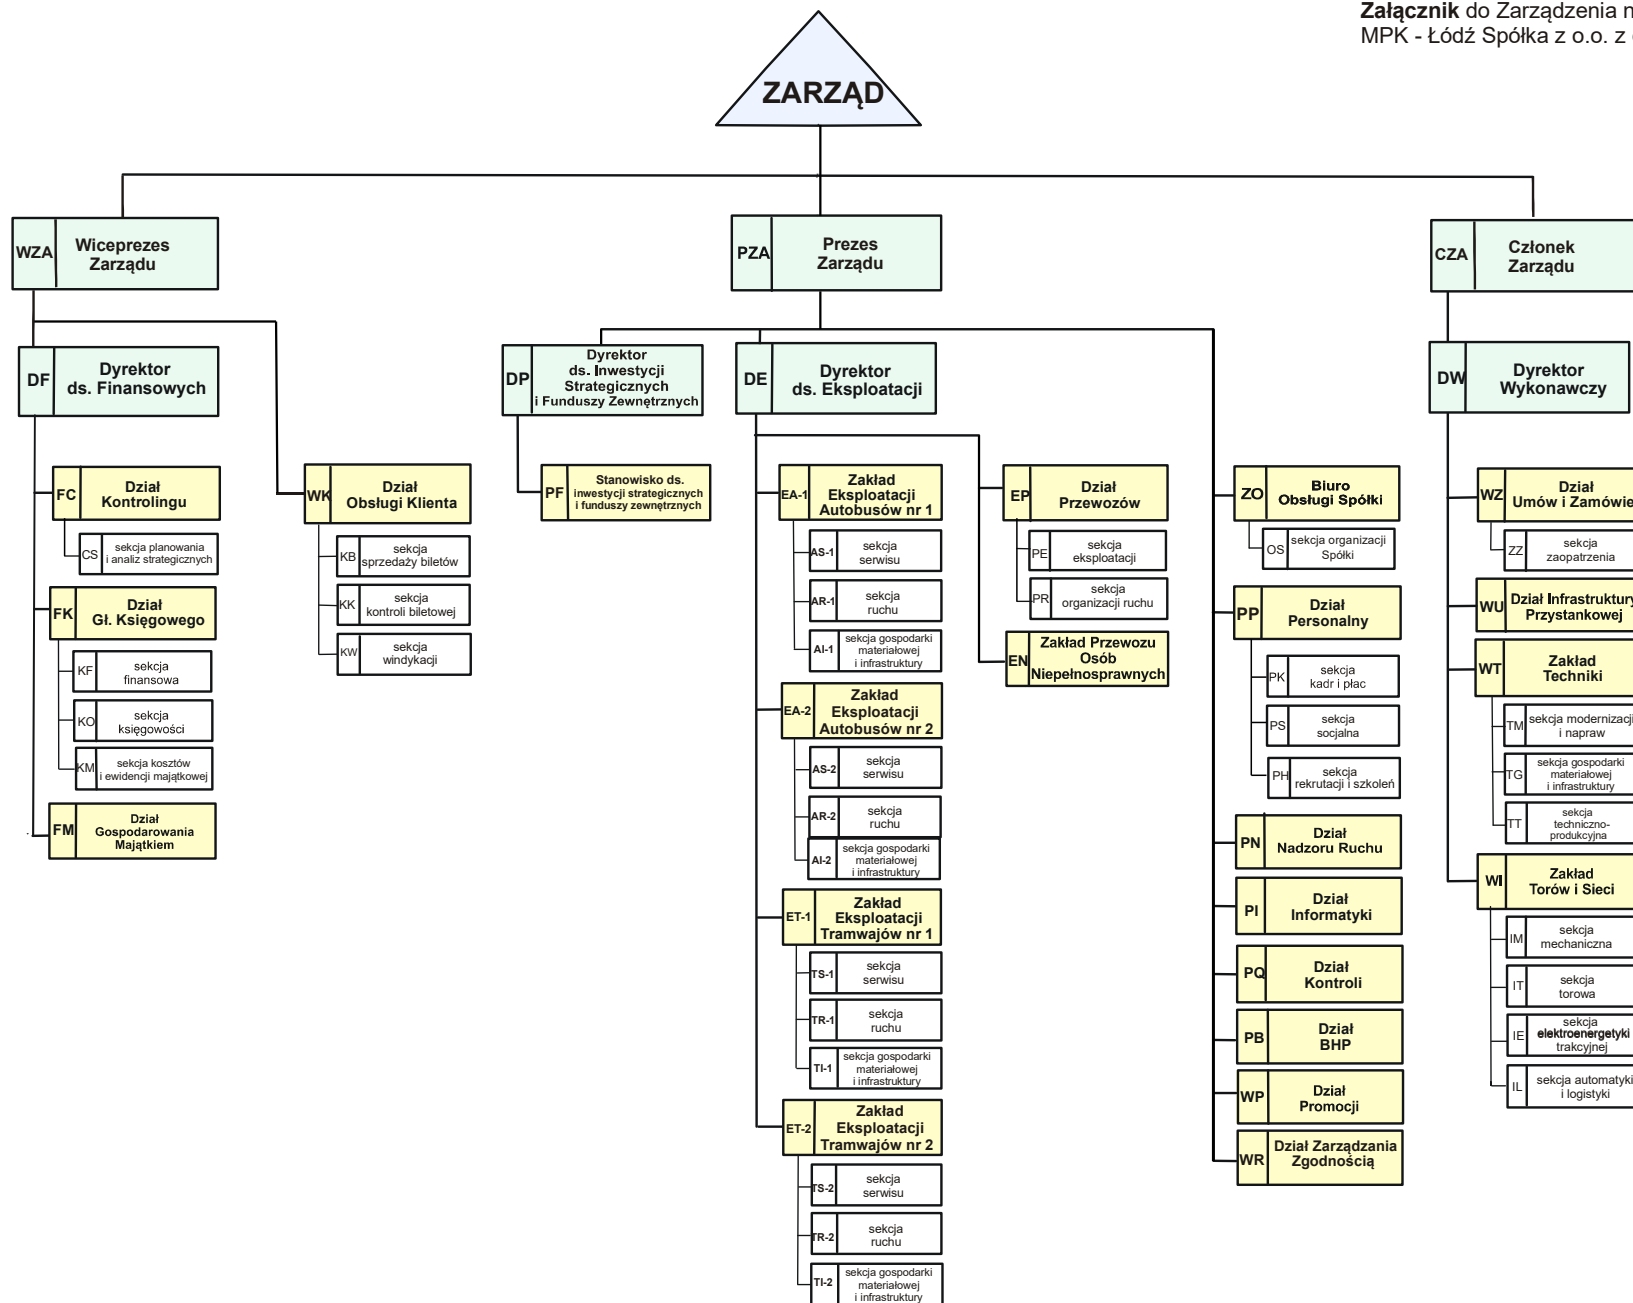 Załącznik do Zarządzenia
MPK - Łódź Spółka z o.o. z
ZARZĄD
WZA
Wiceprezes
Zarządu
PZA
Prezes
Zarządu
CZA
Członek
Zarządu
DF
Dyrektor
ds. Finansowych
DP
Dyrektor
ds. Inwestycji
Strategicznych
i Funduszy Zewnętrznych
DE
Dyrektor
ds. Eksploatacji
DW
Dyrektor
Wykonawczy
FC
Dział
Kontrolingu
CS
sekcja planowania
i analiz strategicznych
FK
Dział
Gł. Księgowego
KF
sekcja
finansowa
KO
sekcja
księgowości
KM
sekcja kosztów
i ewidencji majątkowej
FM
Dział
Gospodarowania
Majątkiem
WK
Dział
Obsługi Klienta
KB
sekcja
sprzedaży biletów
KK
sekcja
kontroli biletowej
KW
sekcja
windykacji
PF
Stanowisko ds.
inwestycji strategicznych
i funduszy zewnętrznych
EA-1
Zakład
Eksploatacji
Autobusów nr 1
AS-1
sekcja
serwisu
AR-1
sekcja
ruchu
AI-1
sekcja gospodarki
materiałowej
i infrastruktury
EA-2
Zakład
Eksploatacji
Autobusów nr 2
AS-2
sekcja
serwisu
AR-2
sekcja
ruchu
AI-2
sekcja gospodarki
materiałowej
i infrastruktury
ET-1
Zakład
Eksploatacji
Tramwajów nr 1
TS-1
sekcja
serwisu
TR-1
sekcja
ruchu
TI-1
sekcja gospodarki
materiałowej
i infrastruktury
ET-2
Zakład
Eksploatacji
Tramwajów nr 2
TS-2
sekcja
serwisu
TR-2
sekcja
ruchu
TI-2
sekcja gospodarki
materiałowej
i infrastruktury
EP
Dział
Przewozów
PE
sekcja
eksploatacji
PR
sekcja
organizacji ruchu
EN
Zakład Przewozu
Osób
Niepełnosprawnych
ZO
Biuro
Obsługi Spółki
OS
sekcja organizacji
Spółki
PP
Dział
Personalny
PK
sekcja
kadr i płac
PS
sekcja
socjalna
PH
sekcja
rekrutacji i szkoleń
PN
Dział
Nadzoru Ruchu
PI
Dział
Informatyki
PQ
Dział
Kontroli
PB
Dział
BHP
WP
Dział
Promocji
WR
Dział Zarządzania
Zgodnością
WZ
Dział
Umów i Zamówie
ZZ
sekcja
zaopatrzenia
WU
Dział Infrastruktury
Przystankowej
WT
Zakład
Techniki
TM
sekcja modernizacji
i napraw
TG
sekcja gospodarki
materiałowej
i infrastruktury
TT
sekcja
techniczno-
produkcyjna
WI
Zakład
Torów i Sieci
IM
sekcja
mechaniczna
IT
sekcja
torowa
IE
sekcja
elektroenergetyki
trakcyjnej
IL
sekcja automatyki
i logistyki